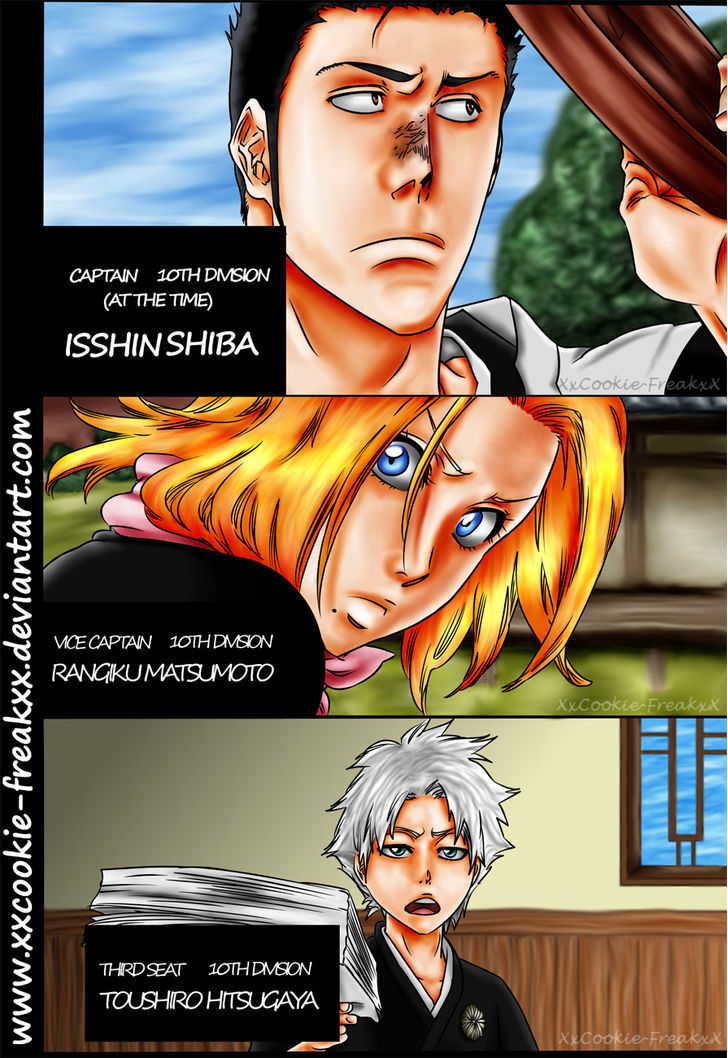 CAPTAIN 10TH DIVISION
(AT THE TIME)
ISSHIN SHIBA
XxCookie-FreakxX
VICE CAPTAIN 10TH DIVISION
RANGIKU MATSUMOTO
XxCookie-FreakxX
THIRD SEAT 10TH DIVISION
TOUSHIRO HITSUGAYA
XxCookie-FreakxX
www.xxcookie-freakxx.deviantart.com